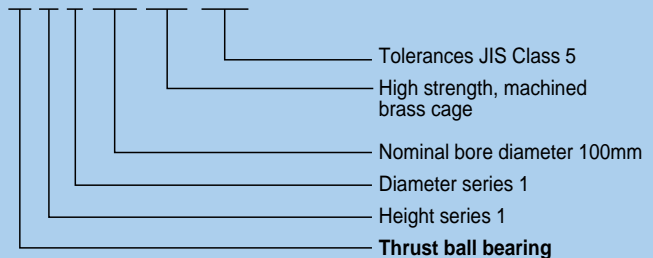 Tolerances JIS Class 5
High strength, machined
brass cage
Nominal bore diameter 100mm
Diameter series 1
Height series 1
Thrust ball bearing